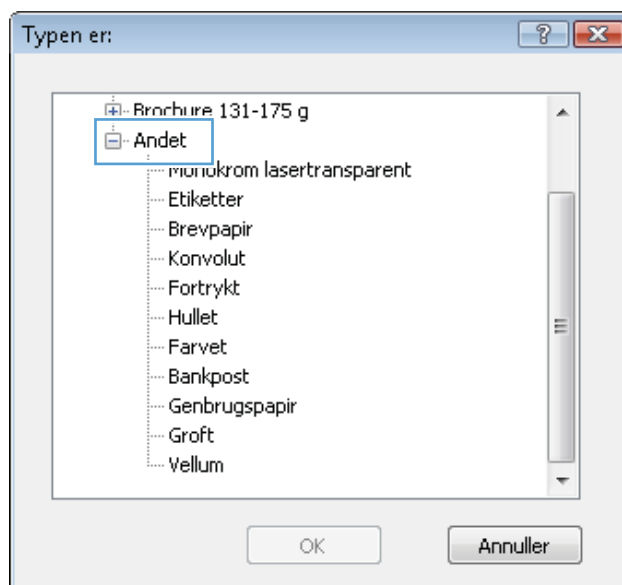 Typen er:
Brochure 131-175 g
Andet
Monokrom lasertransparent
Etiketter
Brevpapir
Konvolut
Fortrykt
Hullet
Farvet
Bankpost
Genbrugspapir
Groft
Vellum
OK
Annuller